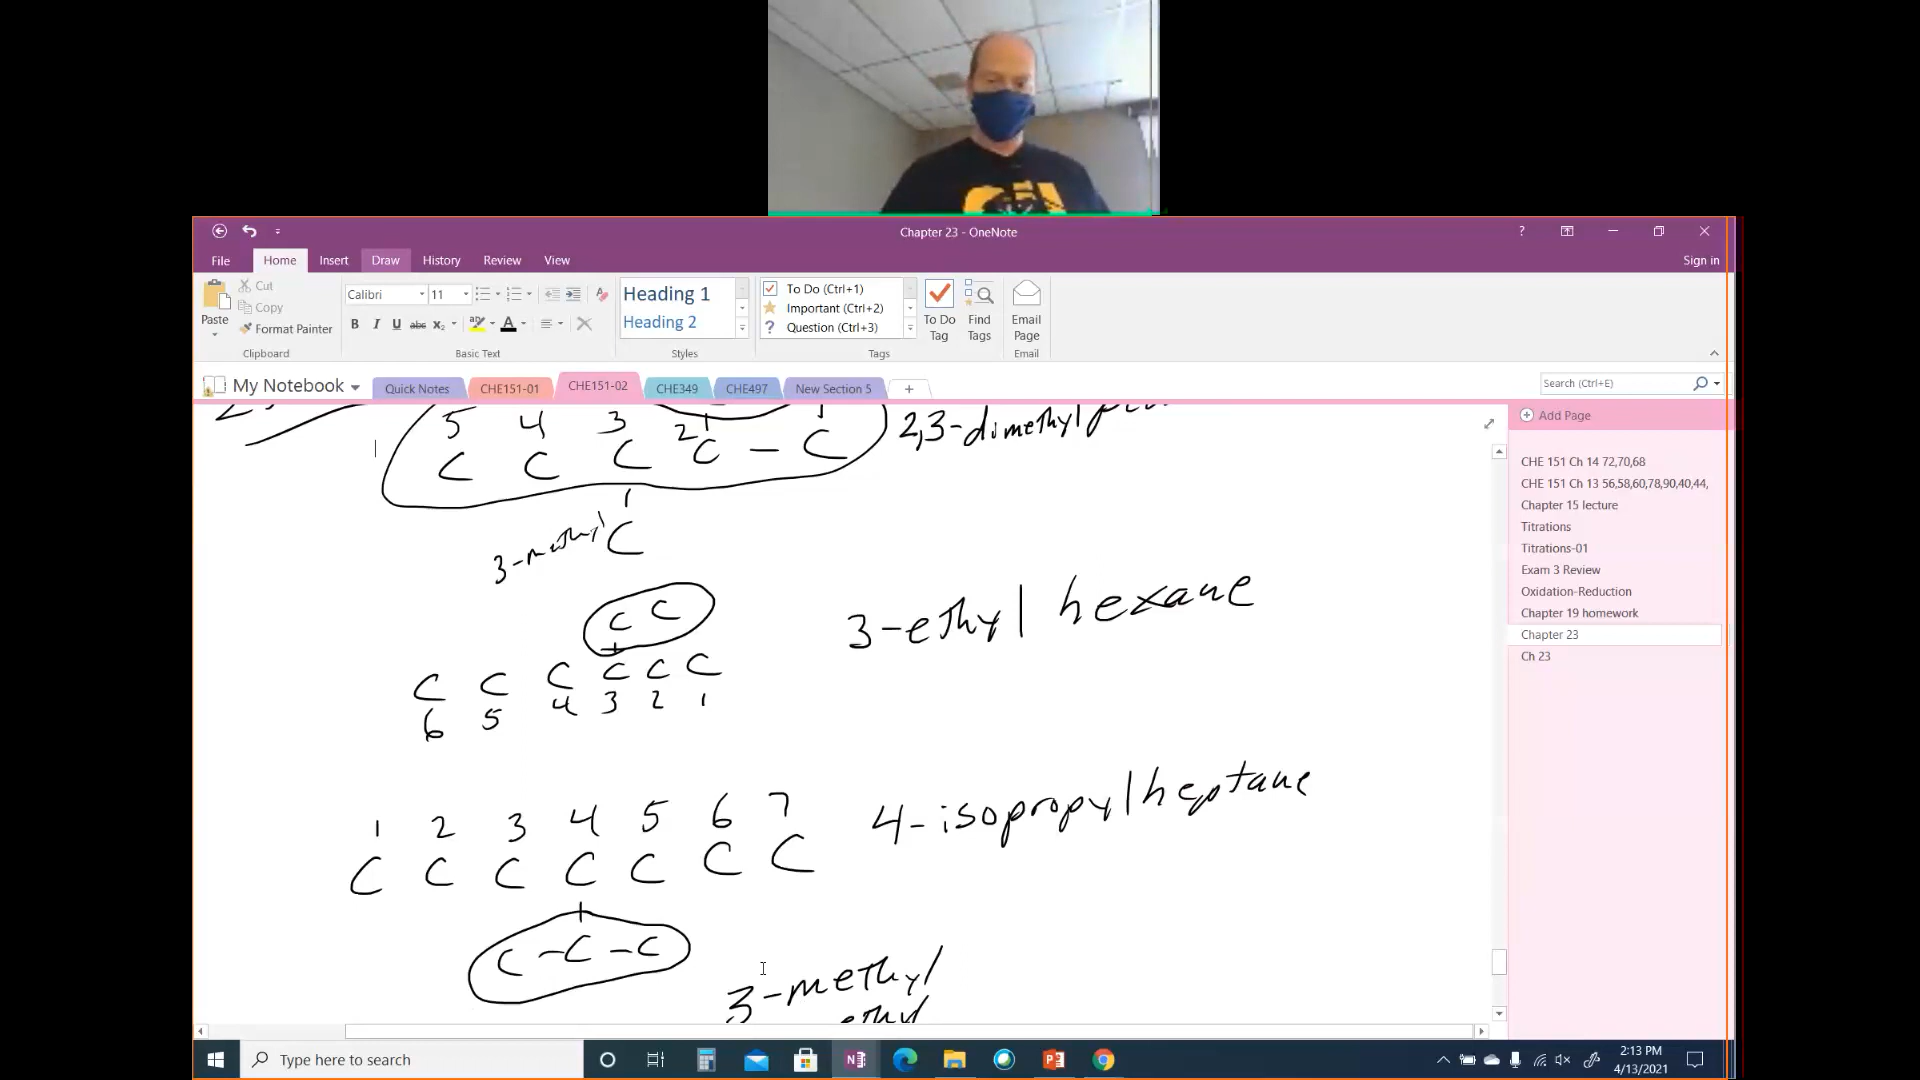 Chapter 23 - OneNote
?
File Home Insert Draw History Review View
Sign in
Paste
Cut
Copy
Format Painter
Clipboard
Calibri 11
B I U abc X₂ A
Basic Text
Heading 1
Heading 2
Styles
To Do (Ctrl+1)
Important (Ctrl+2)
Question (Ctrl+3)
Tags
To Do Tag
Find Tags
Email Page
Email
My Notebook
Quick Notes CHE151-01 CHE151-02 CHE349 CHE497 New Section 5 +
Search (Ctrl+E)
Add Page
CHE 151 Ch 14 72,70,68
CHE 151 Ch 13 56,58,60,78,90,40,44,
Chapter 15 lecture
Titrations
Titrations-01
Exam 3 Review
Oxidation-Reduction
Chapter 19 homework
Chapter 23
Ch 23
5 4 3 2 1
C C C C - C
2,3-dimethyl
C
3-methyl
C C
C C C C C C
6 5 4 3 2 1
3-ethyl hexane
1 2 3 4 5 6 7
C C C C C C C
4-isopropylheptane
C - C - C
3-methyl
ethyl
Type here to search
2:13 PM
4/13/2021